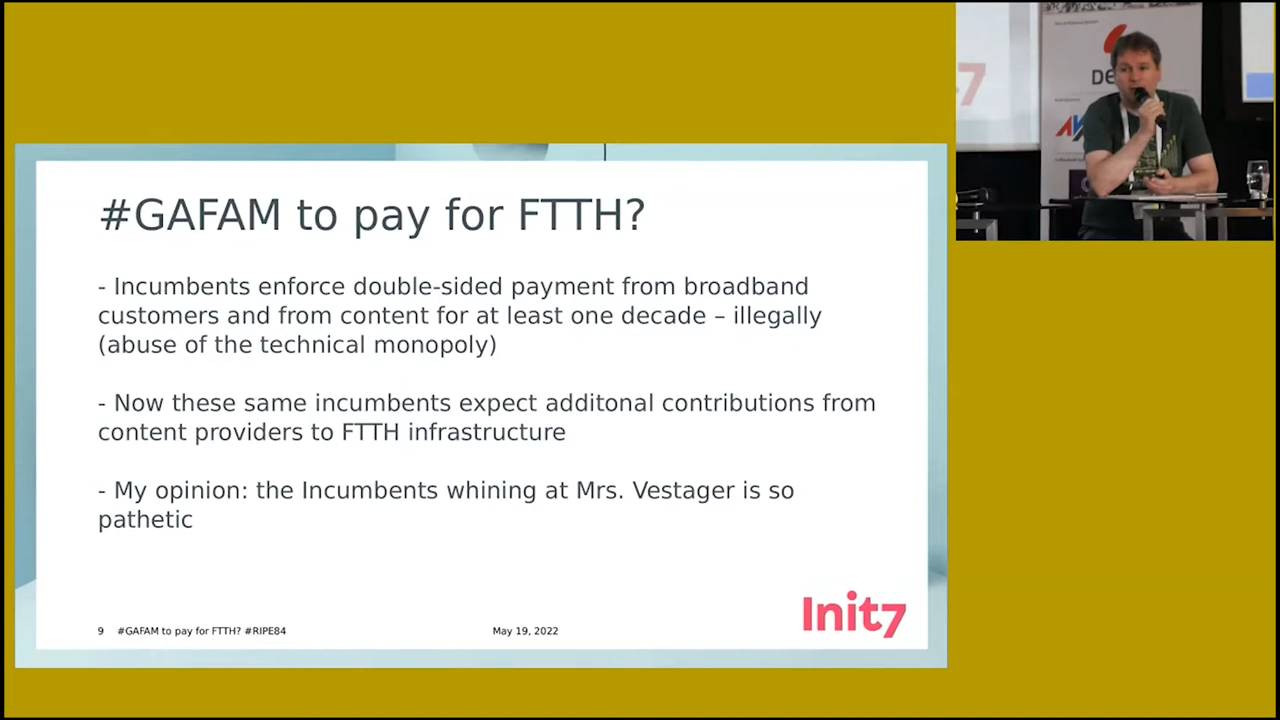 #GAFAM to pay for FTTH?
- Incumbents enforce double-sided payment from broadband
customers and from content for at least one decade – illegally
(abuse of the technical monopoly)
- Now these same incumbents expect additonal contributions from
content providers to FTTH infrastructure
- My opinion: the Incumbents whining at Mrs. Vestager is so
pathetic
Init7
9 #GAFAM to pay for FTTH? #RIPE84
May 19, 2022
7
DE